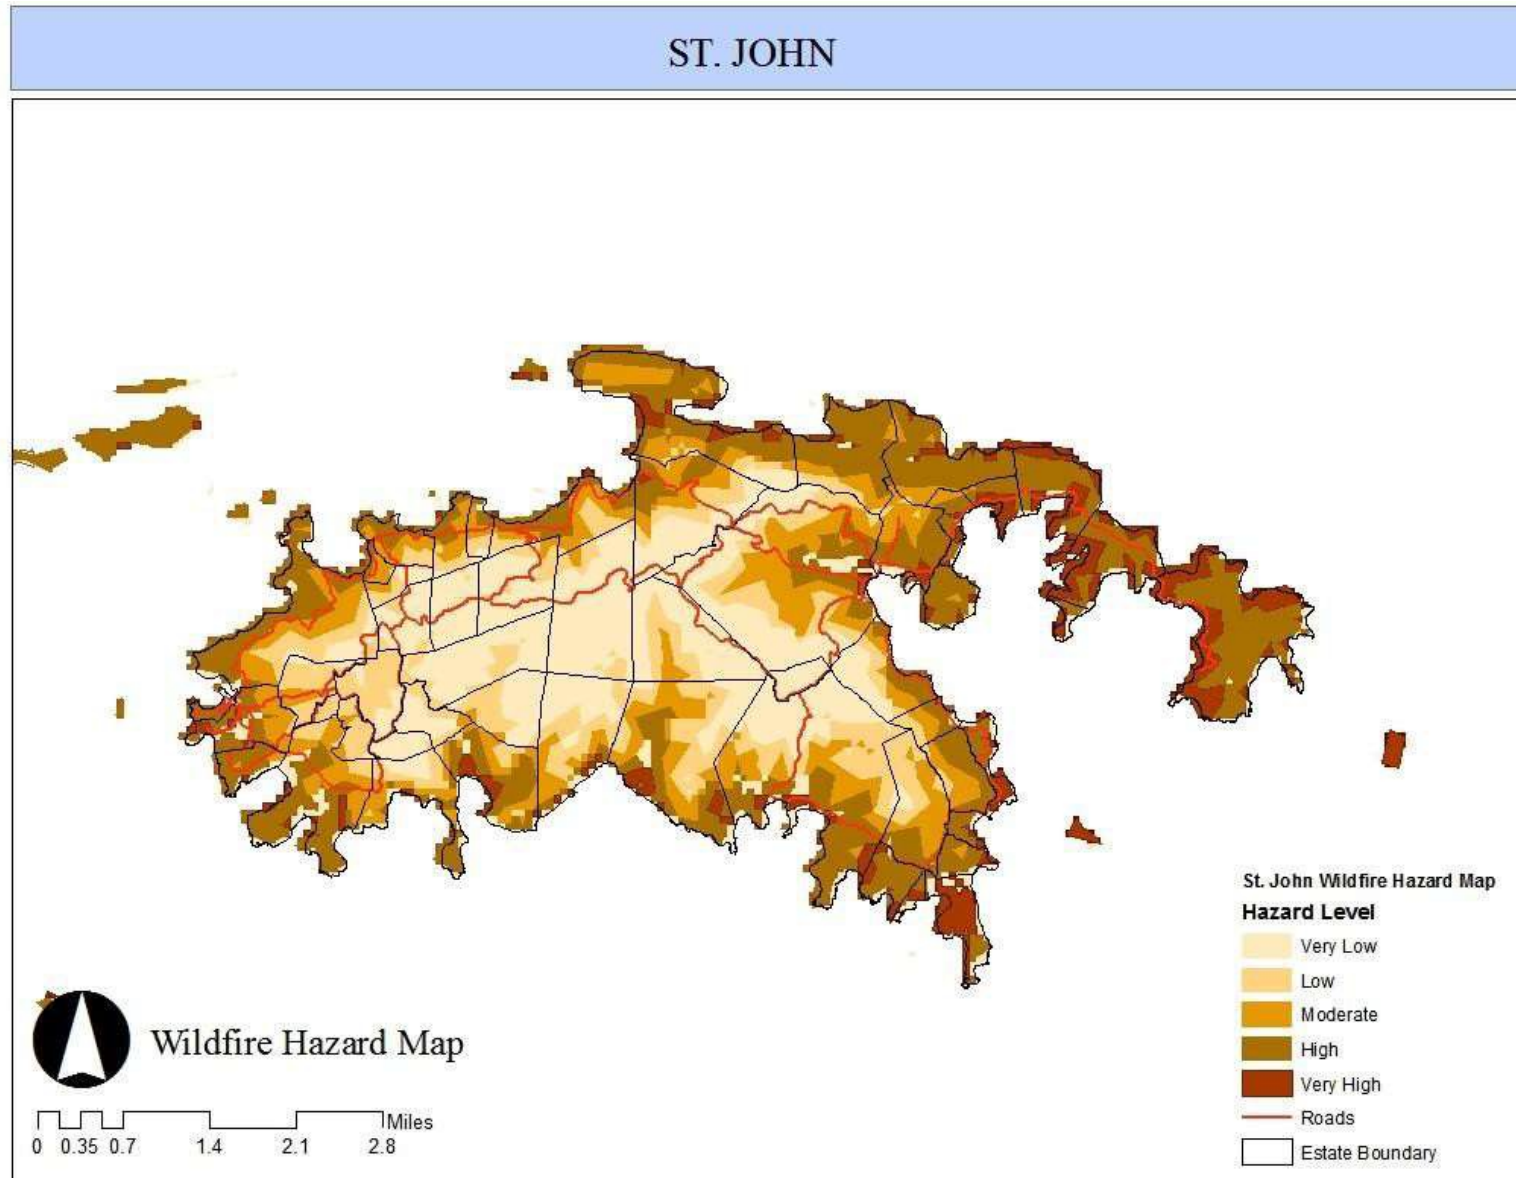 ST. JOHN
St. John Wildfire Hazard Map
Hazard Level
Very Low
Low
Moderate
High
Very High
Roads
Estate Boundary
Wildfire Hazard Map
Miles
0 0.35 0.7 1.4 2.1 2.8